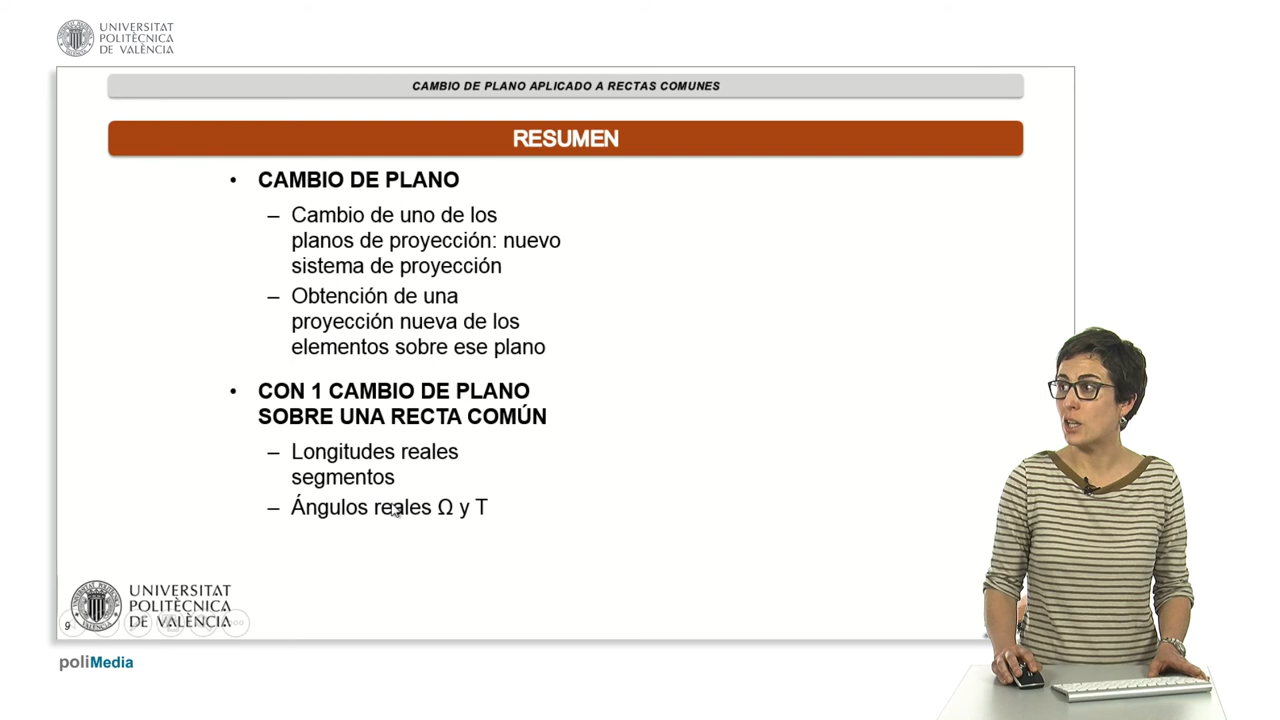 UNIVERSITAT
POLITÈCNICA
DE VALÈNCIA
CAMBIO DE PLANO APLICADO A RECTAS COMUNES
RESUMEN
• CAMBIO DE PLANO
– Cambio de uno de los
planos de proyección: nuevo
sistema de proyección
– Obtención de una
proyección nueva de los
elementos sobre ese plano
• CON 1 CAMBIO DE PLANO
SOBRE UNA RECTA COMÚN
– Longitudes reales
segmentos
– Ángulos reales Ω y T
UNIVERSITAT
POLITÈCNICA
DE VALÈNCIA
9
poliMedia